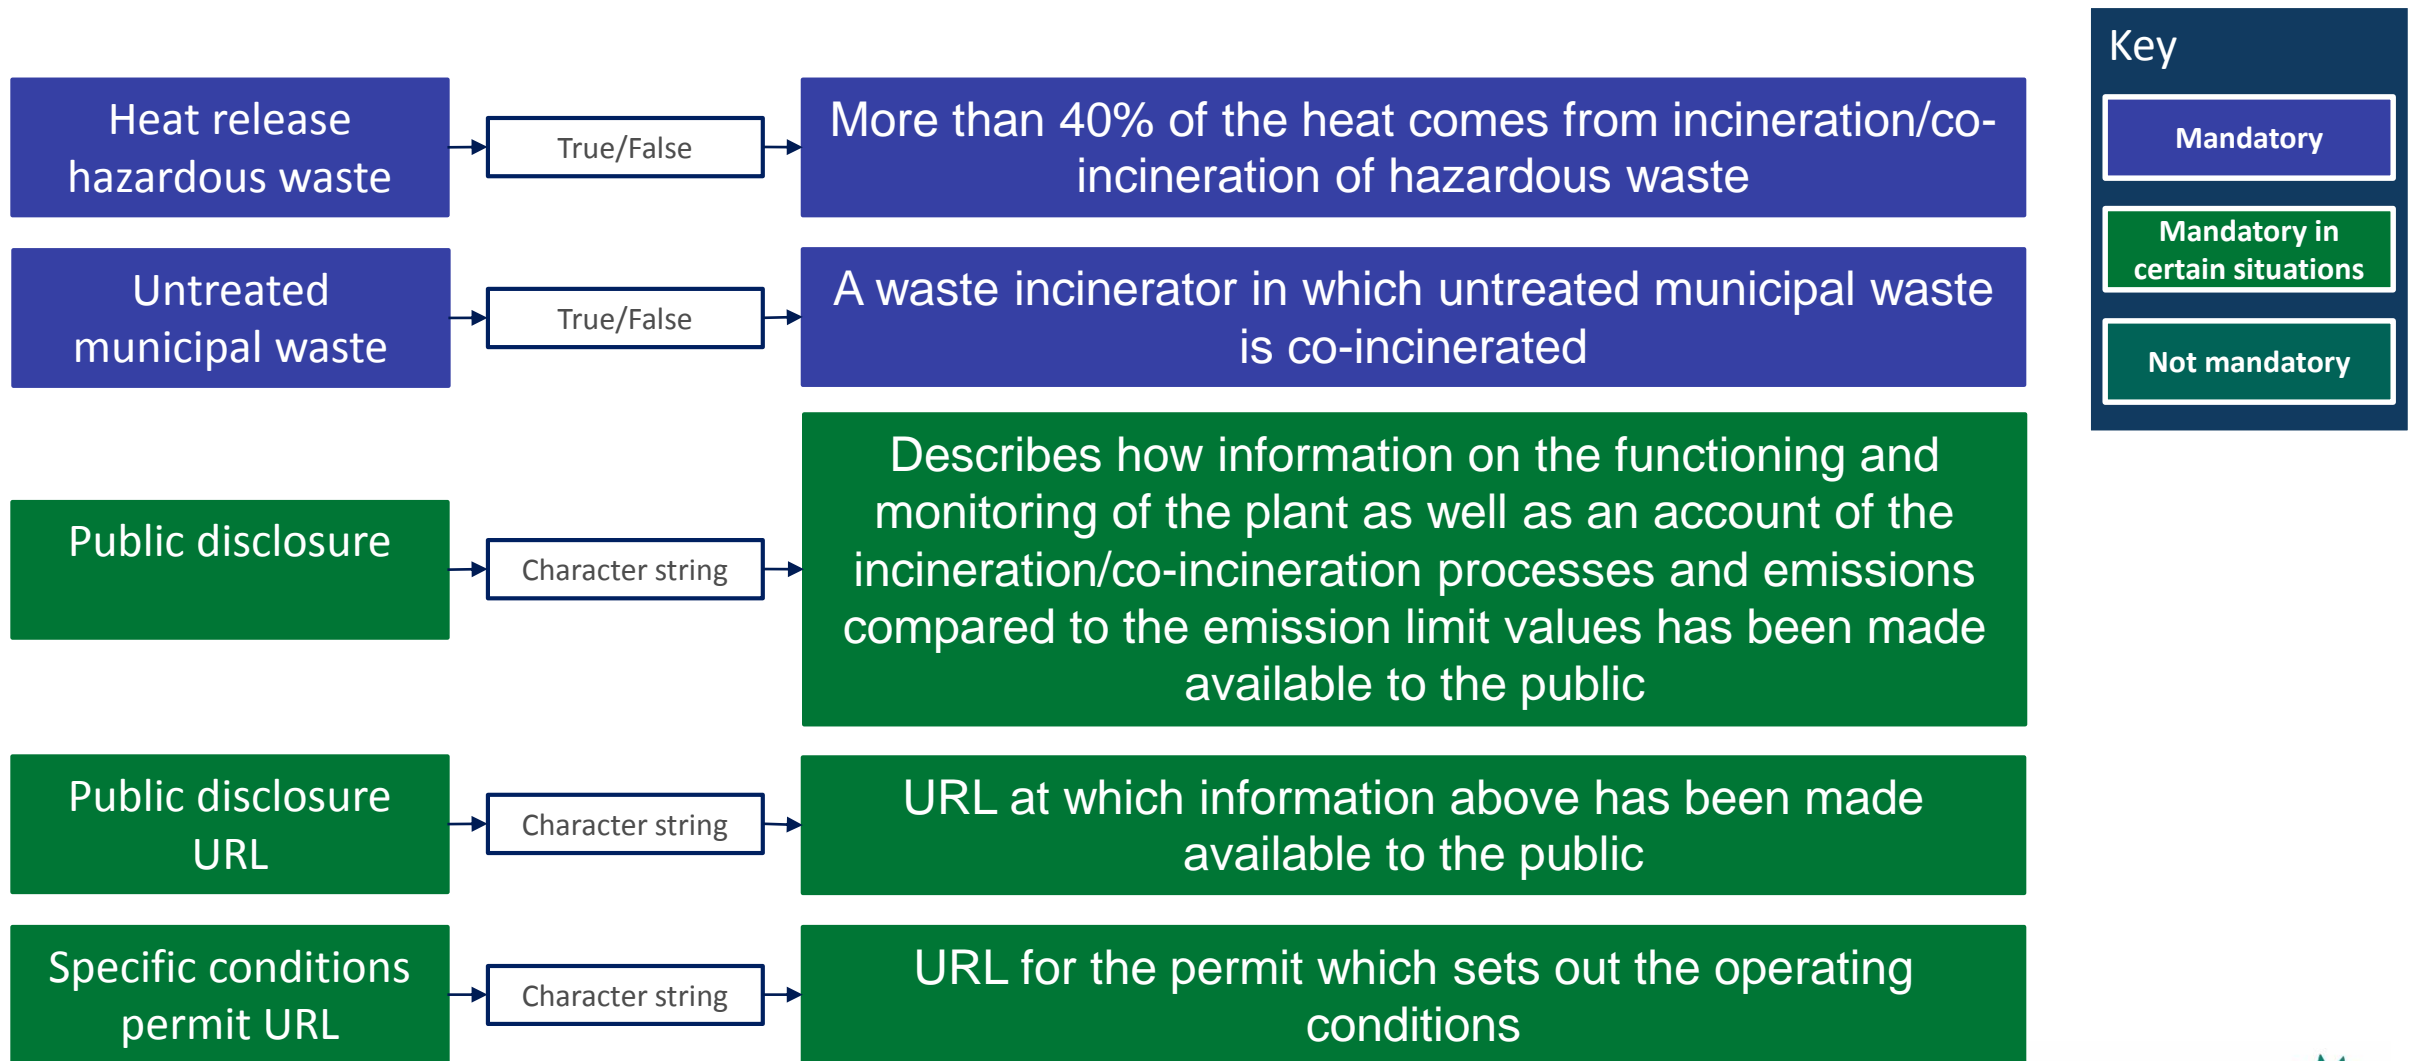 Key
Heat release
hazardous waste
True/False
More than 40% of the heat comes from incineration/co-
incineration of hazardous waste
Mandatory
Mandatory in
certain situations
Untreated
municipal waste
True/False
A waste incinerator in which untreated municipal waste
is co-incinerated
Not mandatory
Public disclosure
Character string
Describes how information on the functioning and
monitoring of the plant as well as an account of the
incineration/co-incineration processes and emissions
compared to the emission limit values has been made
available to the public
Public disclosure
URL
Character string
URL at which information above has been made
available to the public
Specific conditions
permit URL
Character string
URL for the permit which sets out the operating
conditions